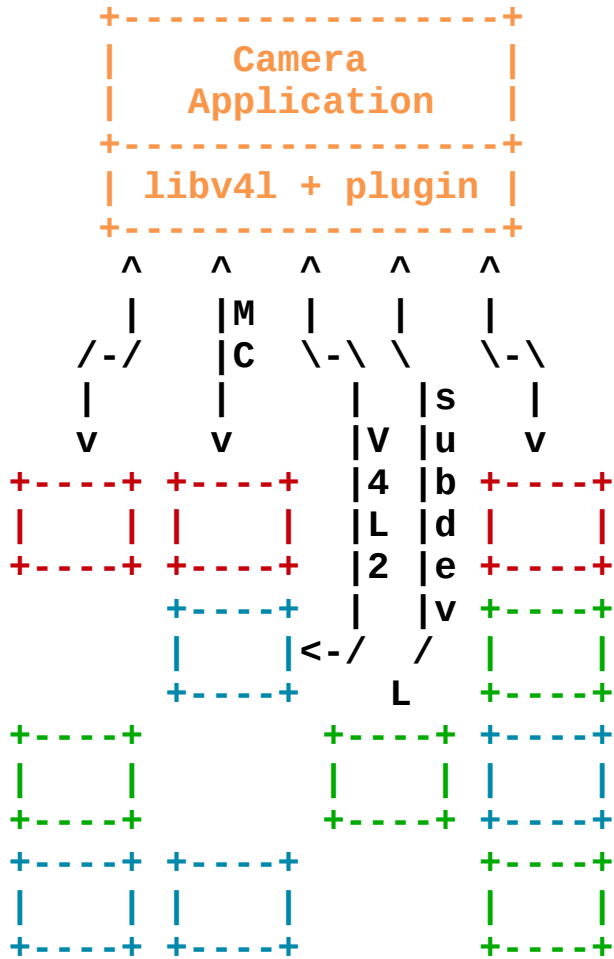 +-----------------+
|     Camera      |
|   Application   |
+-----------------+
| libv4l + plugin |
+-----------------+
 ^   ^   ^   ^   ^
 |   |M  |   |   |
/-/  |C  \-\ \   \-\
|    |     |  |s   |
v    v     |V |u   v
+----+ +----+  |4 |b +----+
|    | |    |  |L |d |    |
+----+ +----+  |2 |e +----+
       +----+  |  |v +----+
       |    |<-/  /  |    |
       +----+    L   +----+
+----+        +----+ +----+
|    |        |    | |    |
+----+        +----+ +----+
+----+ +----+        +----+
|    | |    |        |    |
+----+ +----+        +----+